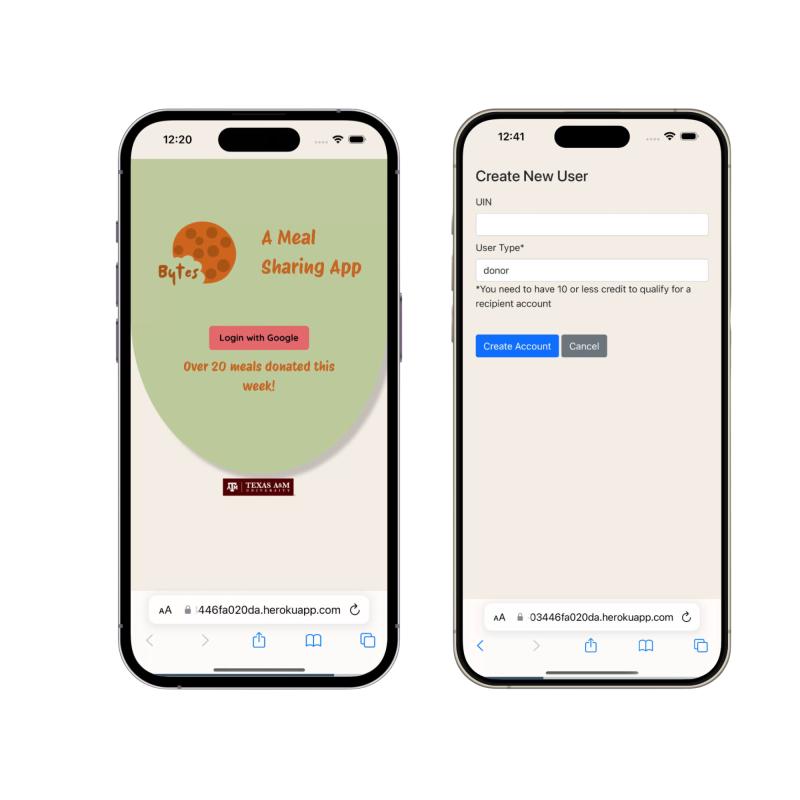 12:20
Bytes
A Meal
Sharing App
Login with Google
Over 20 meals donated this
week!
ATM | TEXAS A&M
UNIVERSITY
AA 446fa020da.herokuapp.com
12:41
Create New User
UIN
User Type*
donor
*You need to have 10 or less credit to qualify for a
recipient account
Create Account Cancel
AA 03446fa020da.herokuapp.com